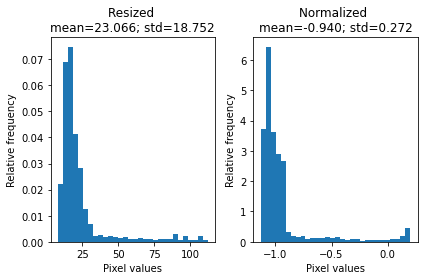 Resized
mean=23.066; std=18.752
Normalized
mean=-0.940; std=0.272
Relative frequency
0.07
0.06
0.05
0.04
0.03
0.02
0.01
0.00
25
50
75
100
Pixel values
Relative frequency
6
5
4
3
2
1
0
−1.0
−0.5
0.0
Pixel values